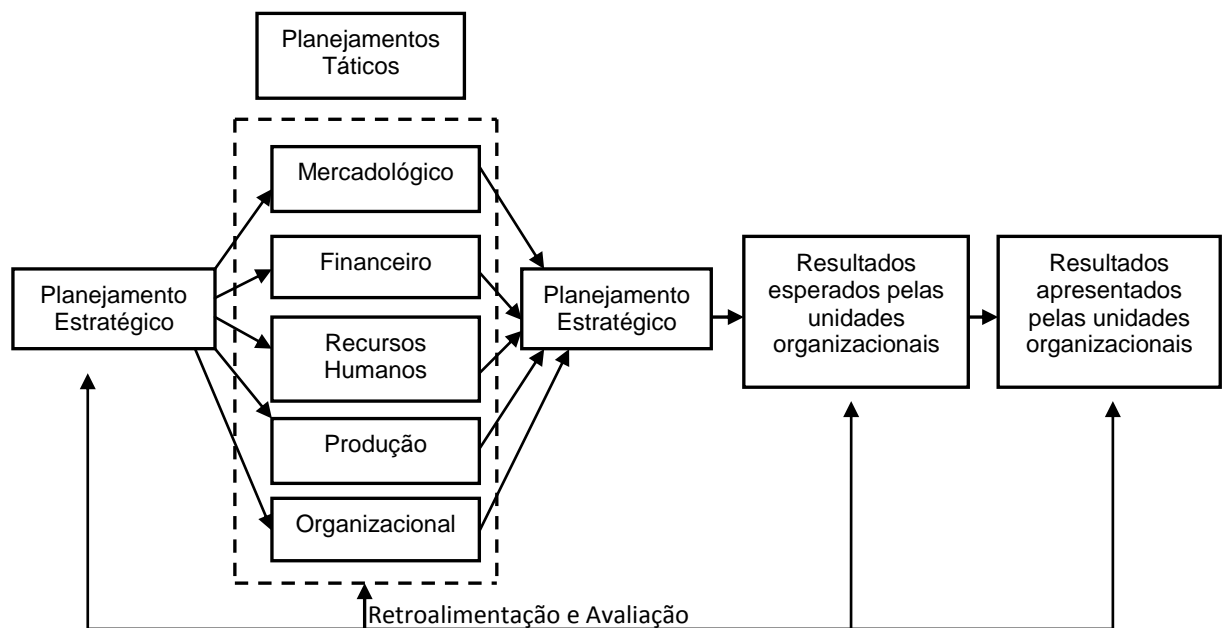 Planejamentos
Táticos
Mercadológico
Financeiro
Recursos
Humanos
Produção
Organizacional
Planejamento
Estratégico
Planejamento
Estratégico
Resultados
esperados pelas
unidades
organizacionais
Resultados
apresentados
pelas unidades
organizacionais
Retroalimentação e Avaliação